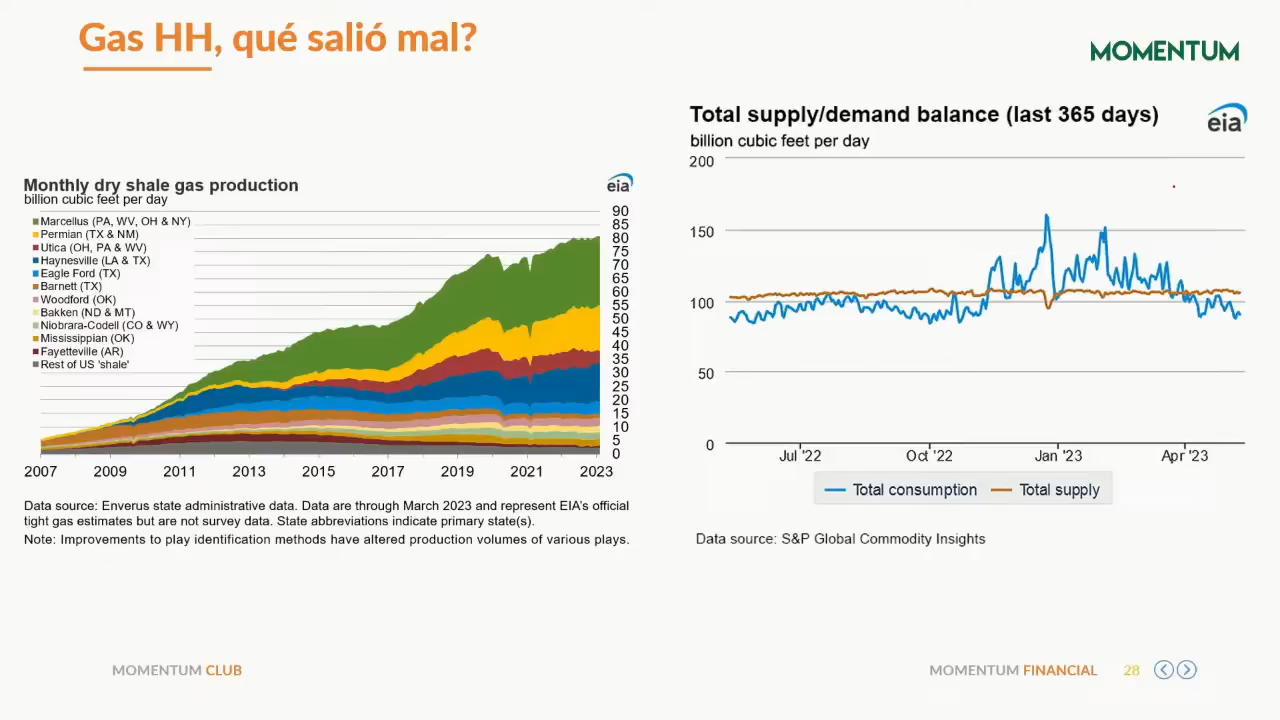 Gas HH, qué salió mal?
MOMENTUM
Monthly dry shale gas production
billion cubic feet per day
eia
Marcellus (PA, WV, OH & NY)
Permian (TX & NM)
Utica (OH, PA & WV)
Haynesville (LA & TX)
Eagle Ford (TX)
Barnett (TX)
Woodford (OK)
Bakken (ND & MT)
Niobrara-Codell (CO & WY)
Mississippian (OK)
Fayetteville (AR)
Rest of US 'shale'
90
85
80
75
70
65
60
55
50
45
40
35
30
25
20
15
10
5
0
2007 2009 2011 2013 2015 2017 2019 2021 2023
Data source: Enverus state administrative data. Data are through March 2023 and represent EIA's official
tight gas estimates but are not survey data. State abbreviations indicate primary state(s).
Note: Improvements to play identification methods have altered production volumes of various plays.
Total supply/demand balance (last 365 days)
billion cubic feet per day
eia
200
150
100
50
0
Jul '22 Oct '22 Jan '23 Apr '23
Total consumption Total supply
Data source: S&P Global Commodity Insights
MOMENTUM CLUB
MOMENTUM FINANCIAL 28